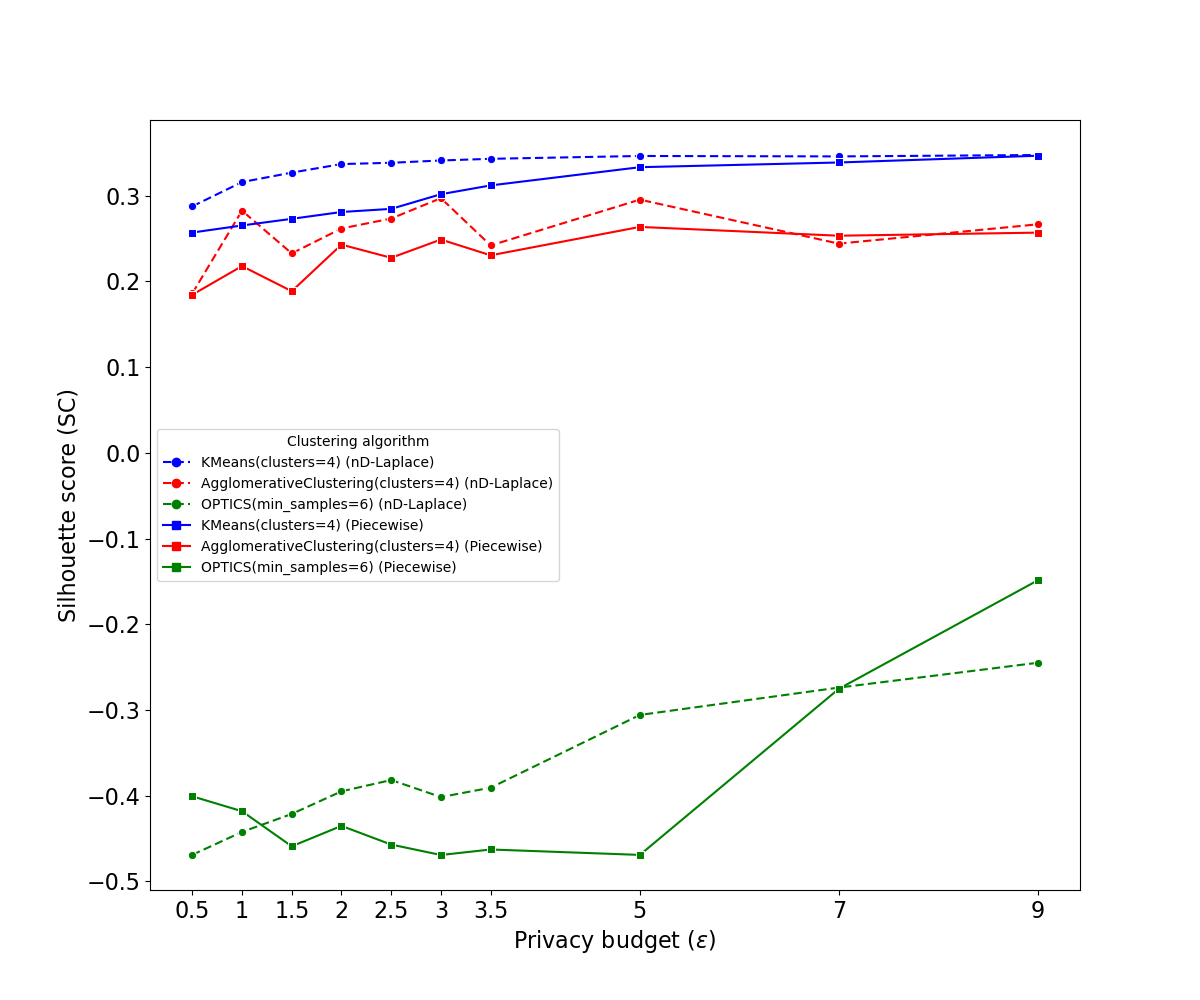 0.3
0.2
0.1
0.0
−0.1
−0.2
−0.3
−0.4
−0.5
Silhouette score (SC)
Clustering algorithm
KMeans(clusters=4) (nD-Laplace)
AgglomerativeClustering(clusters=4) (nD-Laplace)
OPTICS(min_samples=6) (nD-Laplace)
KMeans(clusters=4) (Piecewise)
AgglomerativeClustering(clusters=4) (Piecewise)
OPTICS(min_samples=6) (Piecewise)
0.5 1 1.5 2 2.5 3 3.5 5 7 9
Privacy budget (ε)